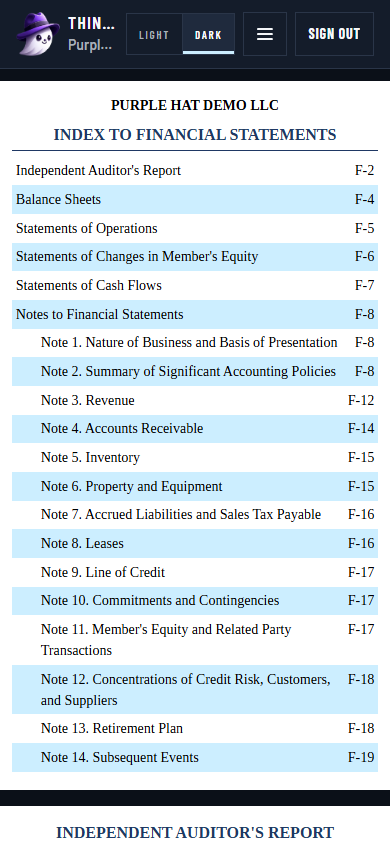 THIN...
Purpl...
LIGHT
DARK
SIGN OUT
PURPLE HAT DEMO LLC
INDEX TO FINANCIAL STATEMENTS
Independent Auditor's Report F-2
Balance Sheets F-4
Statements of Operations F-5
Statements of Changes in Member's Equity F-6
Statements of Cash Flows F-7
Notes to Financial Statements F-8
Note 1. Nature of Business and Basis of Presentation F-8
Note 2. Summary of Significant Accounting Policies F-8
Note 3. Revenue F-12
Note 4. Accounts Receivable F-14
Note 5. Inventory F-15
Note 6. Property and Equipment F-15
Note 7. Accrued Liabilities and Sales Tax Payable F-16
Note 8. Leases F-16
Note 9. Line of Credit F-17
Note 10. Commitments and Contingencies F-17
Note 11. Member's Equity and Related Party F-17
Transactions
Note 12. Concentrations of Credit Risk, Customers, F-18
and Suppliers
Note 13. Retirement Plan F-18
Note 14. Subsequent Events F-19
INDEPENDENT AUDITOR'S REPORT